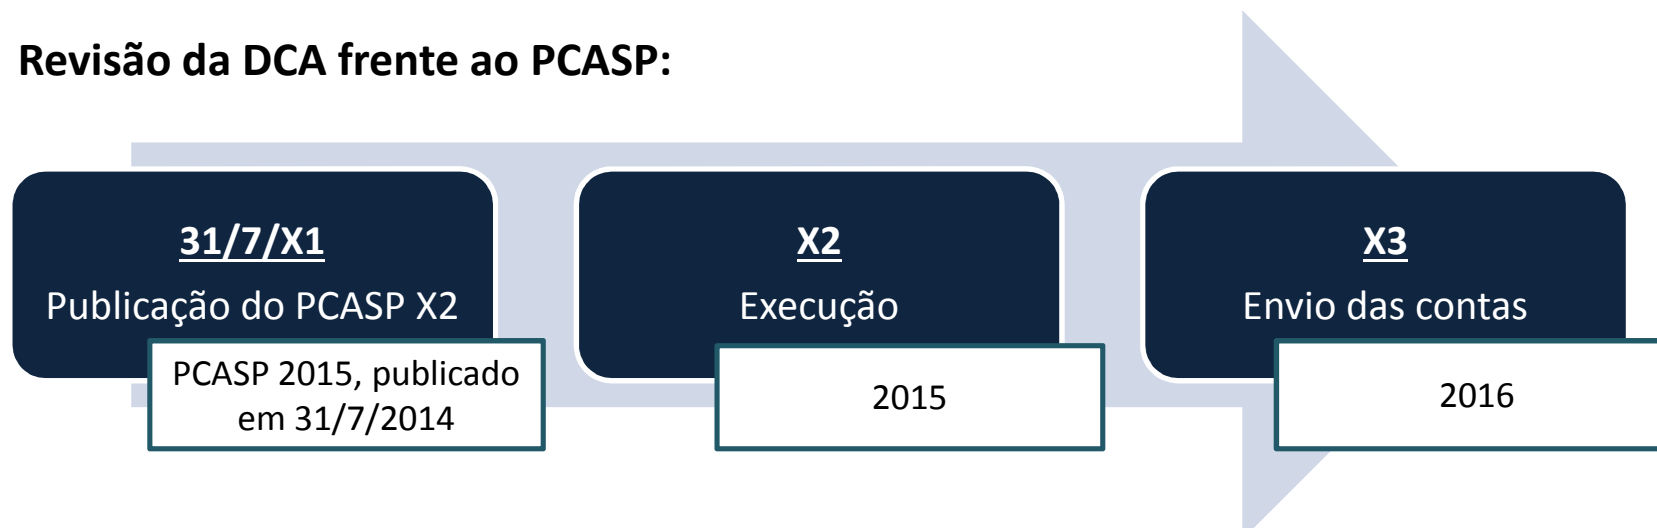 Revisão da DCA frente ao PCASP:
31/7/X1
Publicação do PCASP X2
PCASP 2015, publicado
em 31/7/2014
X2
Execução
2015
X3
Envio das contas
2016